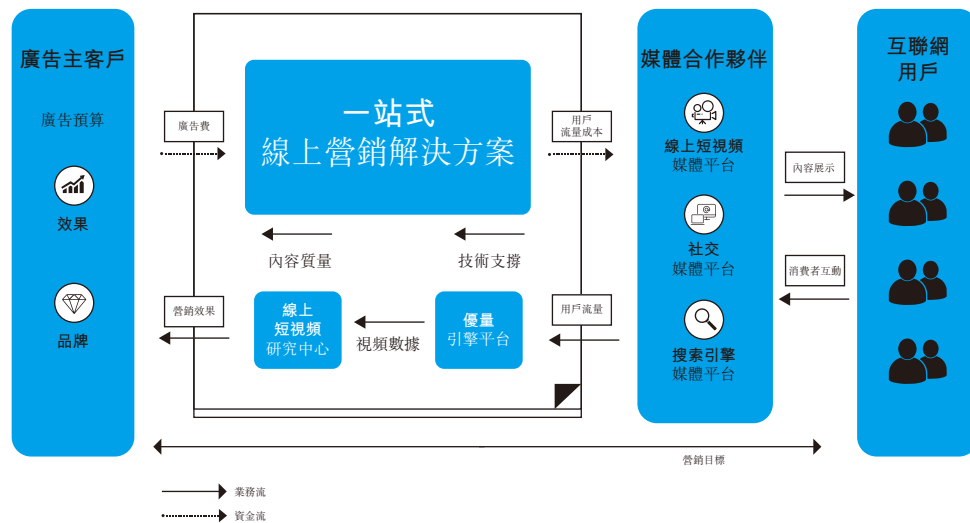 廣告主客戶
廣告預算
效果
品牌
廣告費
營銷效果
一站式
線上營銷解決方案
內容質量
技術支撐
線上
短視頻
研究中心
視頻數據
優量
引擎平台
用戶
流量成本
用戶流量
媒體合作夥伴
線上短視頻
媒體平台
社交
媒體平台
搜索引擎
媒體平台
內容展示
消費者互動
互聯網
用戶
營銷目標
業務流
資金流